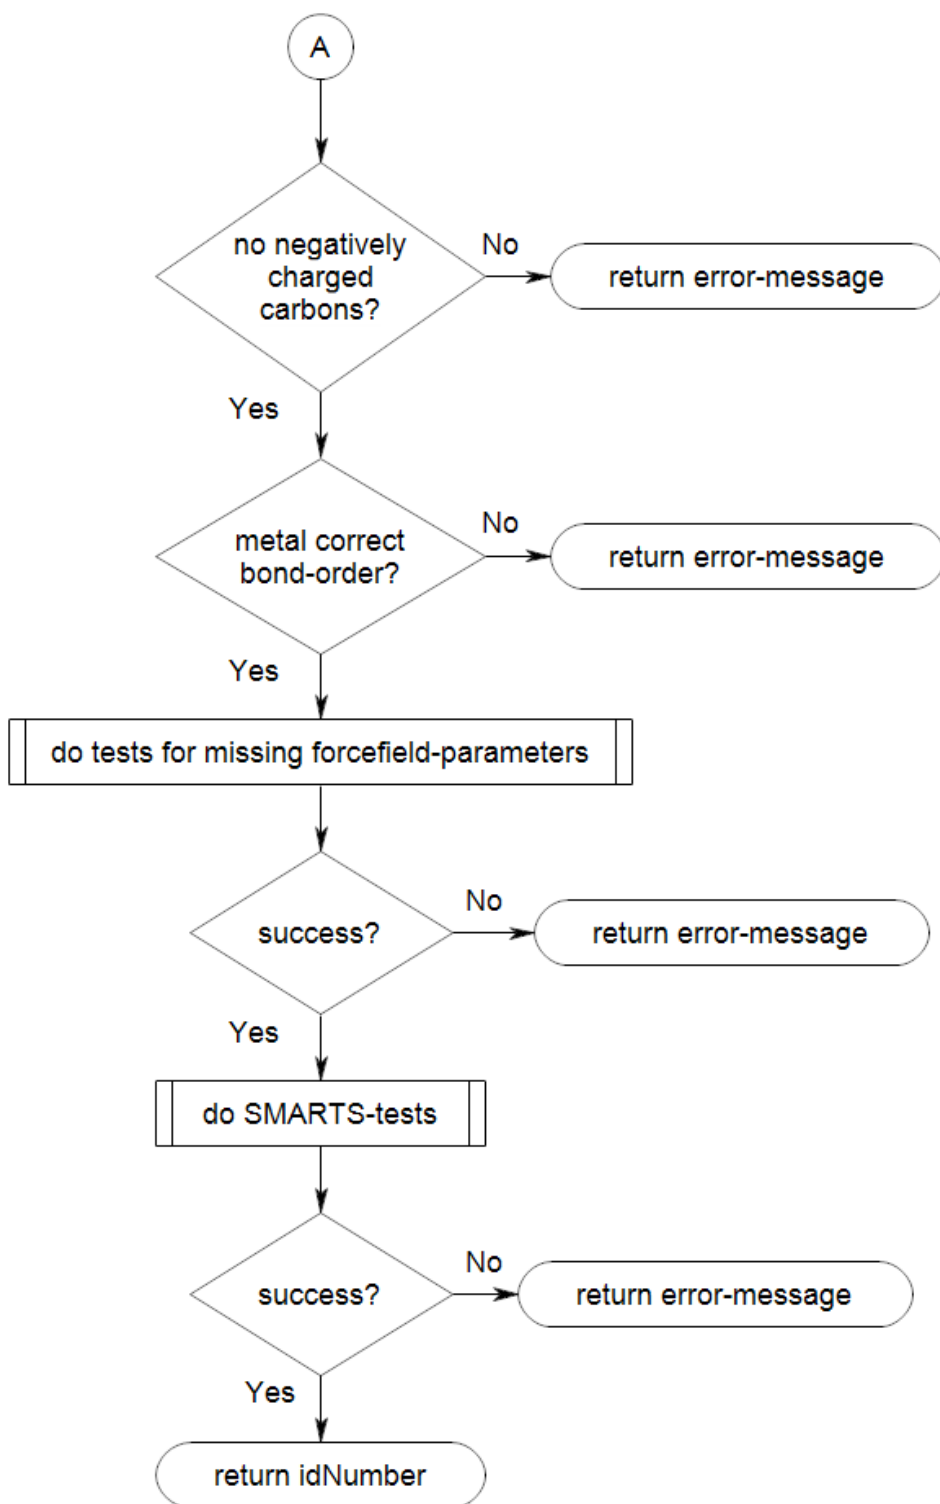 A
no negatively
charged
carbons?
No
return error-message
Yes
metal correct
bond-order?
No
return error-message
Yes
do tests for missing forcefield-parameters
success?
No
return error-message
Yes
do SMARTS-tests
success?
No
return error-message
Yes
return idNumber